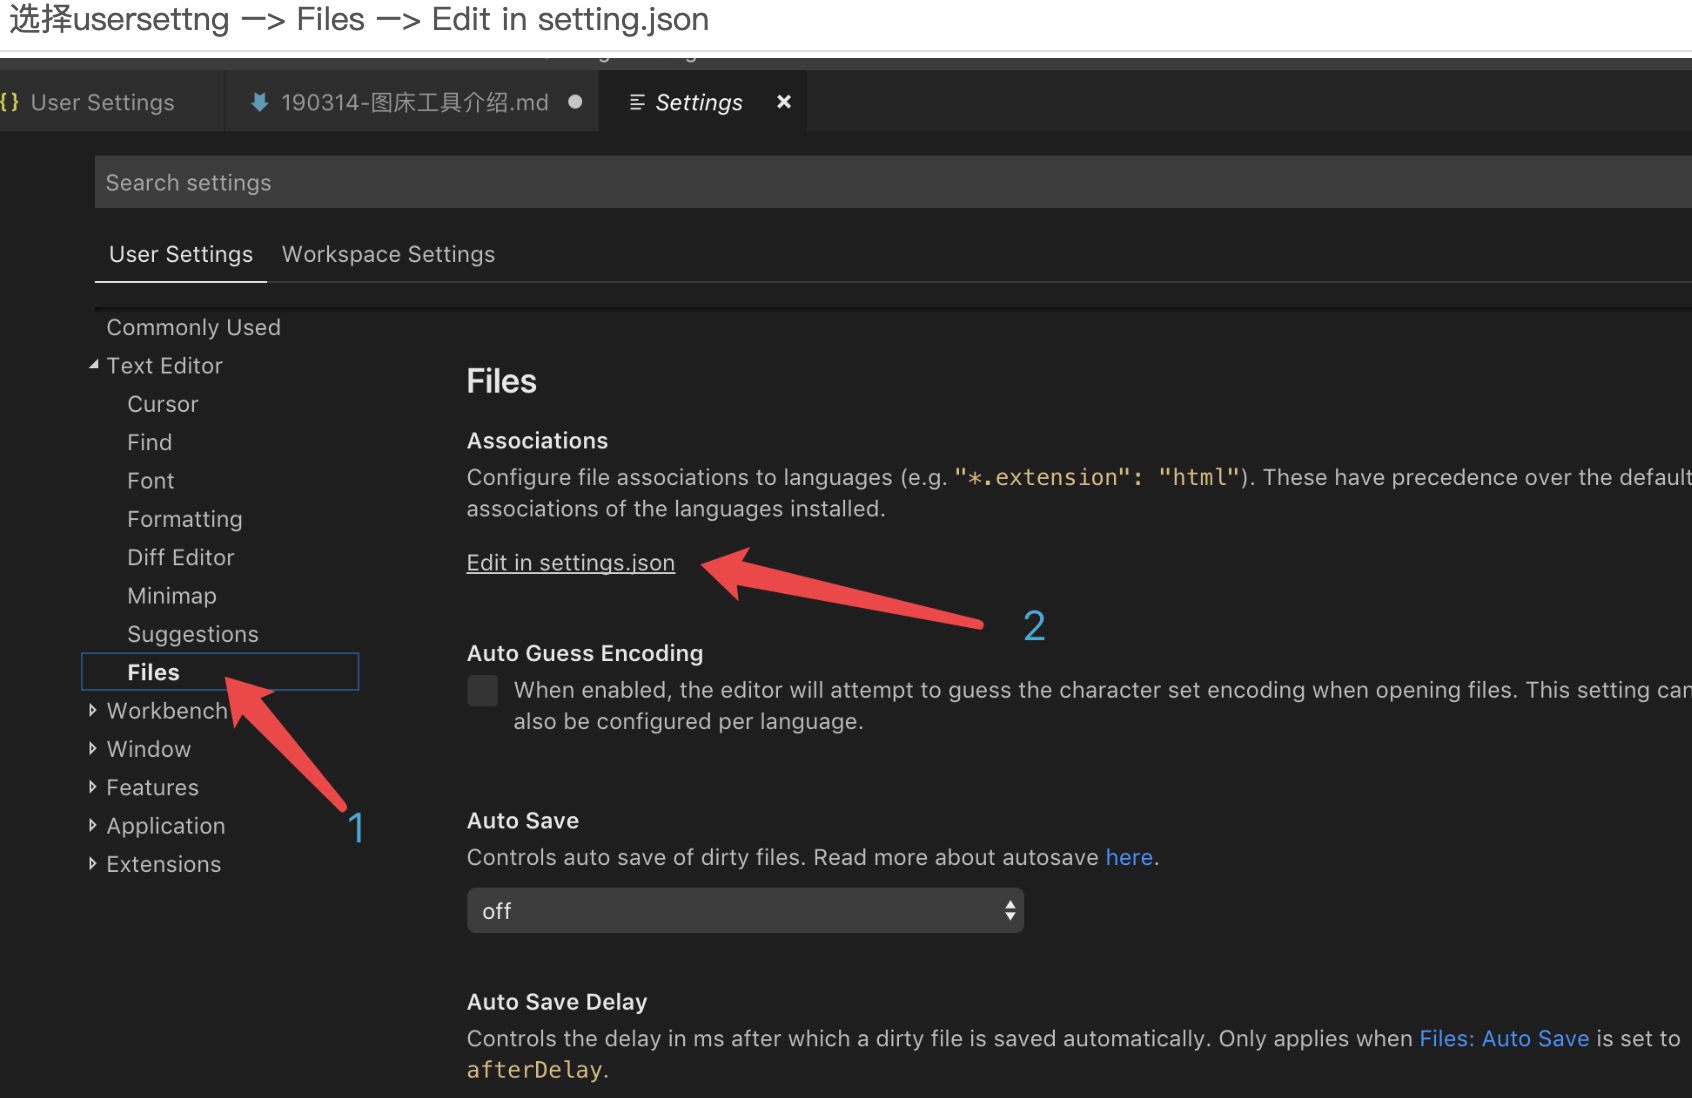 选择usersettng —> Files —> Edit in setting.json
{} User Settings
190314-图床工具介绍.md
Settings
Search settings
User Settings Workspace Settings
Commonly Used
Text Editor
Cursor
Find
Font
Formatting
Diff Editor
Minimap
Suggestions
Files
Workbench
Window
Features
Application
Extensions
1
Files
Associations
Configure file associations to languages (e.g. "*.extension": "html"). These have precedence over the default
associations of the languages installed.
Edit in settings.json
2
Auto Guess Encoding
When enabled, the editor will attempt to guess the character set encoding when opening files. This setting can
also be configured per language.
Auto Save
Controls auto save of dirty files. Read more about autosave here.
off
Auto Save Delay
Controls the delay in ms after which a dirty file is saved automatically. Only applies when Files: Auto Save is set to
afterDelay.